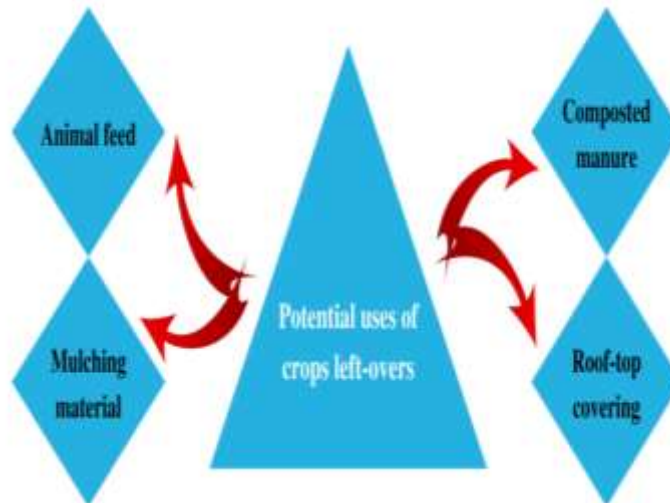 Animal feed
Mulching
material
Potential uses of
crops left-overs
Composted
manure
Roof-top
covering